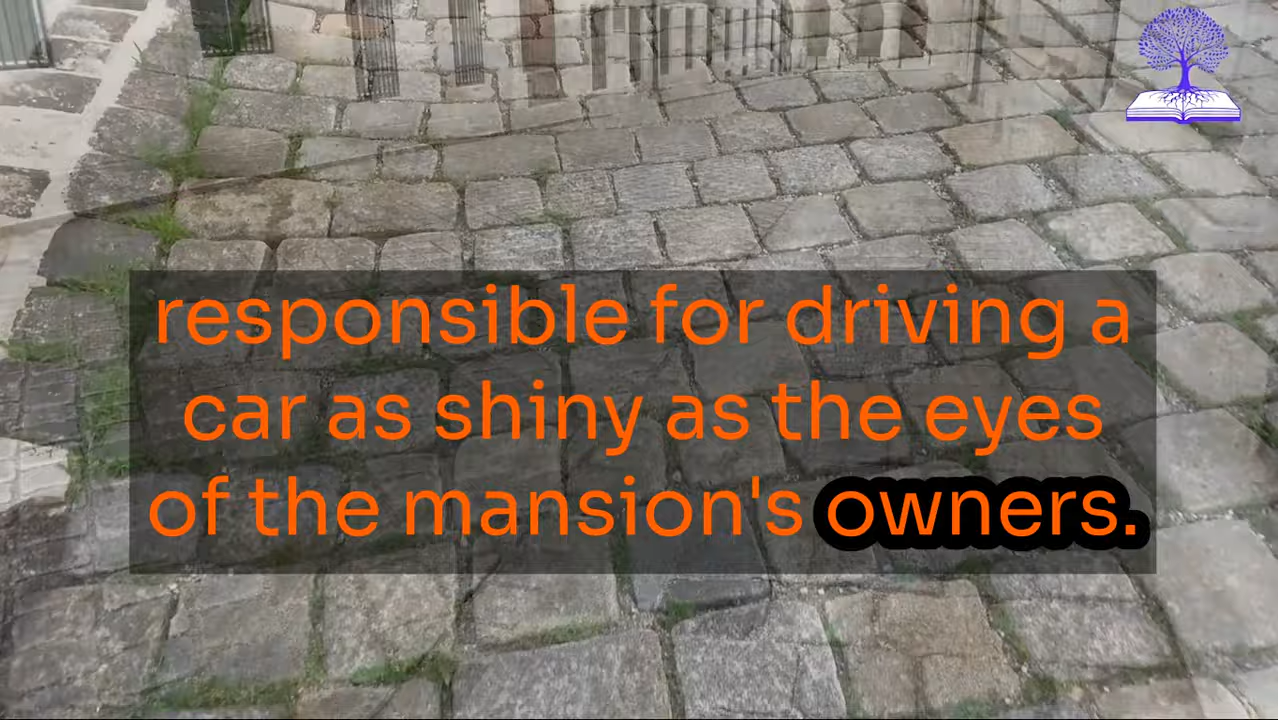 responsible for driving a
car as shiny as the eyes
of the mansion's owners.